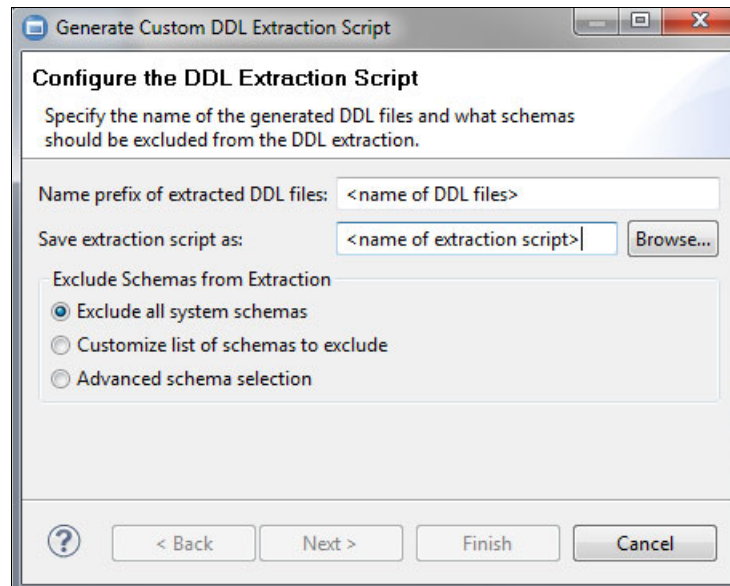 Generate Custom DDL Extraction Script
Configure the DDL Extraction Script
Specify the name of the generated DDL files and what schemas
should be excluded from the DDL extraction.
Name prefix of extracted DDL files: <name of DDL files>
Save extraction script as: <name of extraction script> Browse...
Exclude Schemas from Extraction
Exclude all system schemas
Customize list of schemas to exclude
Advanced schema selection
? < Back Next > Finish Cancel